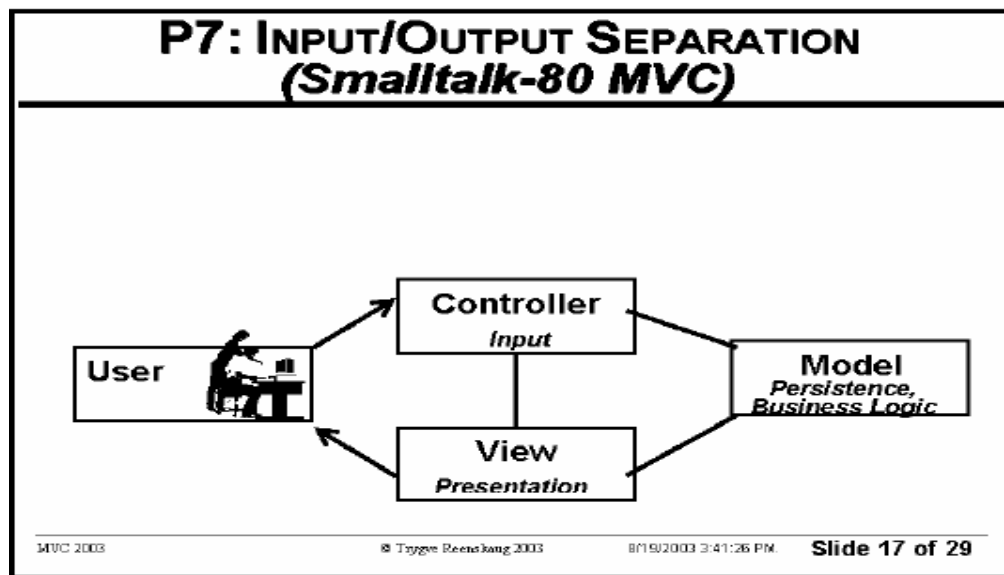 P7: INPUT/OUTPUT SEPARATION
(Smalltalk-80 MVC)
Controller
Input
User
Model
Persistence,
Business Logic
View
Presentation
MVC 2003
© Trygve Reenskaug 2003
8/19/2003 3:41:26 PM.
Slide 17 of 29